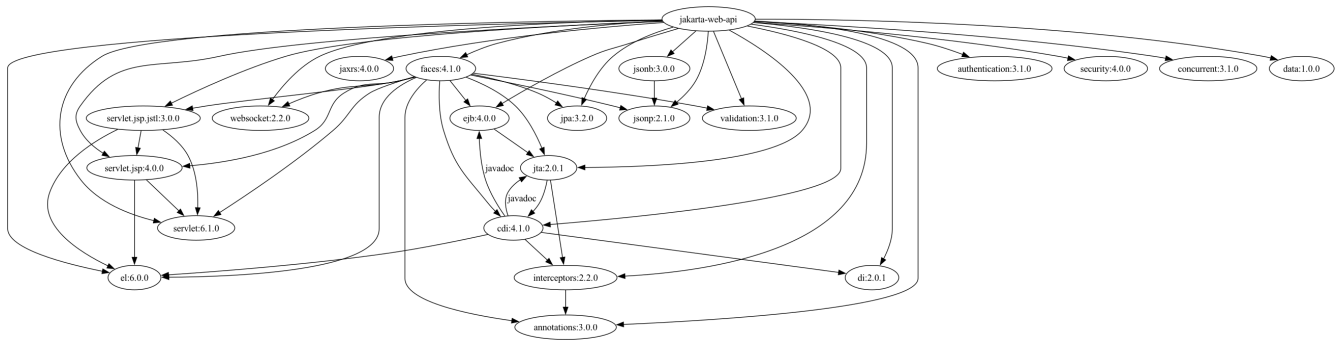 jakarta-web-api
jaxrs:4.0.0
faces:4.1.0
jsonb:3.0.0
authentication:3.1.0
security:4.0.0
concurrent:3.1.0
data:1.0.0
servlet.jsp.jstl:3.0.0
websocket:2.2.0
ejb:4.0.0
jpa:3.2.0
jsonp:2.1.0
validation:3.1.0
servlet.jsp:4.0.0
javadoc
jta:2.0.1
javadoc
servlet:6.1.0
cdi:4.1.0
el:6.0.0
interceptors:2.2.0
di:2.0.1
annotations:3.0.0